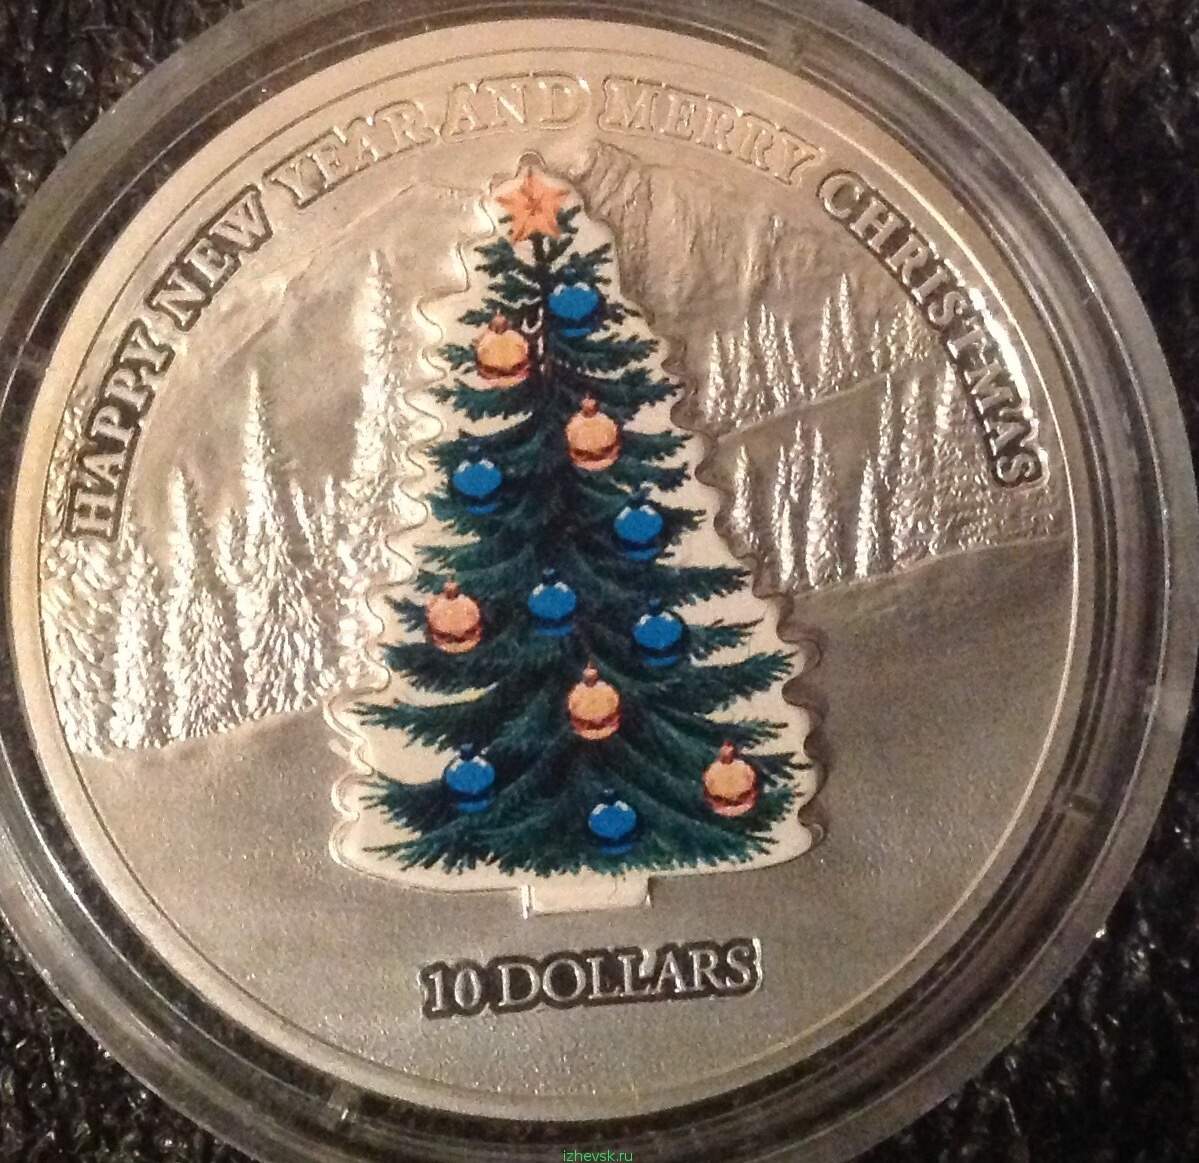 HAPPY NEW YEAR AND MERRY CHRISTMAS
10 DOLLARS
izhevsk.ru